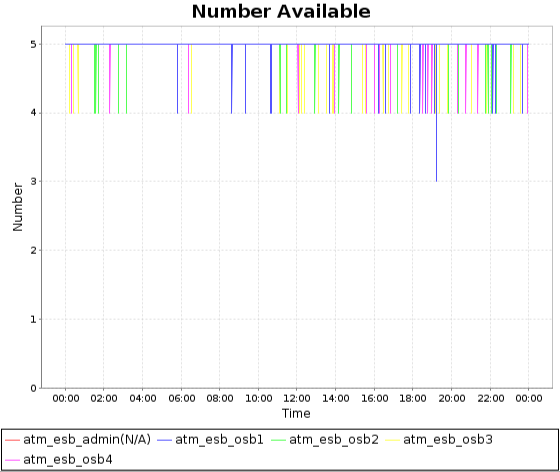 Number Available
5
4
3
2
1
0
Number
00:00 02:00 04:00 06:00 08:00 10:00 12:00 14:00 16:00 18:00 20:00 22:00 00:00
Time
atm_esb_admin(N/A) atm_esb_osb1 atm_esb_osb2 atm_esb_osb3
atm_esb_osb4